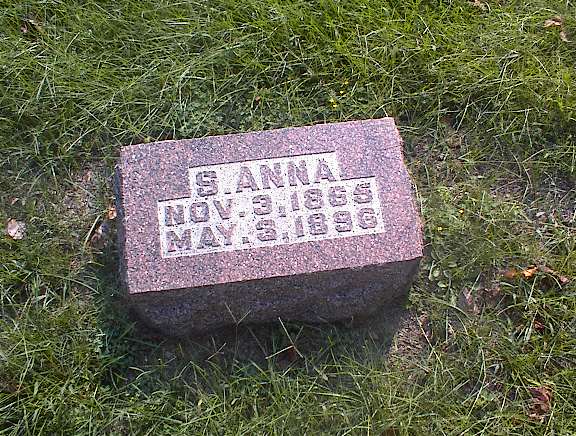 S. ANNA
NOV. 3, 1865
MAY. 3, 1896